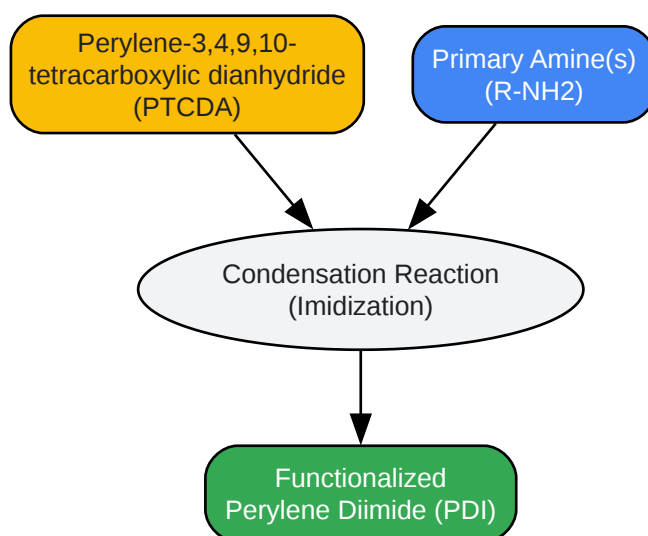 Perylene-3,4,9,10-
tetracarboxylic dianhydride
(PTCDA)
Primary Amine(s)
(R-NH2)
Condensation Reaction
(Imidization)
Functionalized
Perylene Diimide (PDI)